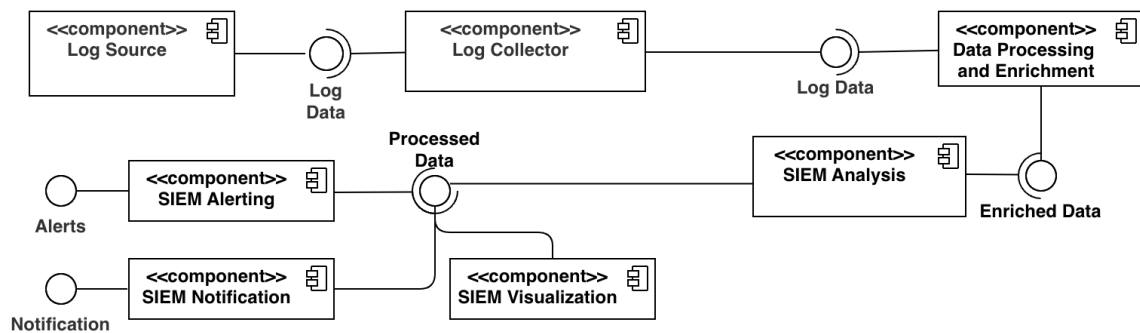 <<component>>
Log Source
Log
Data
<<component>>
Log Collector
Log Data
<<component>>
Data Processing
and Enrichment
Processed
Data
Alerts
<<component>>
SIEM Alerting
<<component>>
SIEM Analysis
Enriched Data
Notification
<<component>>
SIEM Notification
<<component>>
SIEM Visualization